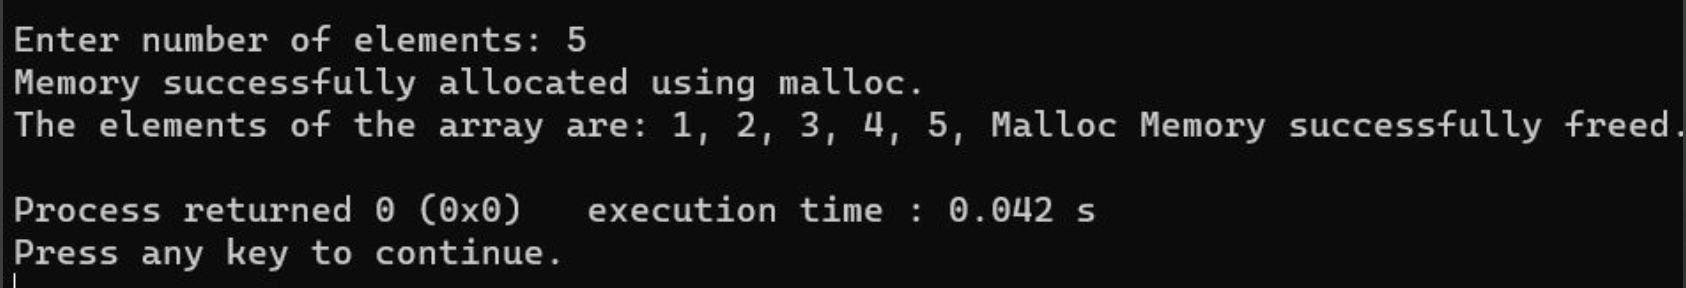 Enter number of elements: 5
Memory successfully allocated using malloc.
The elements of the array are: 1, 2, 3, 4, 5, Malloc Memory successfully freed.
Process returned 0 (0x0)   execution time : 0.042 s
Press any key to continue.